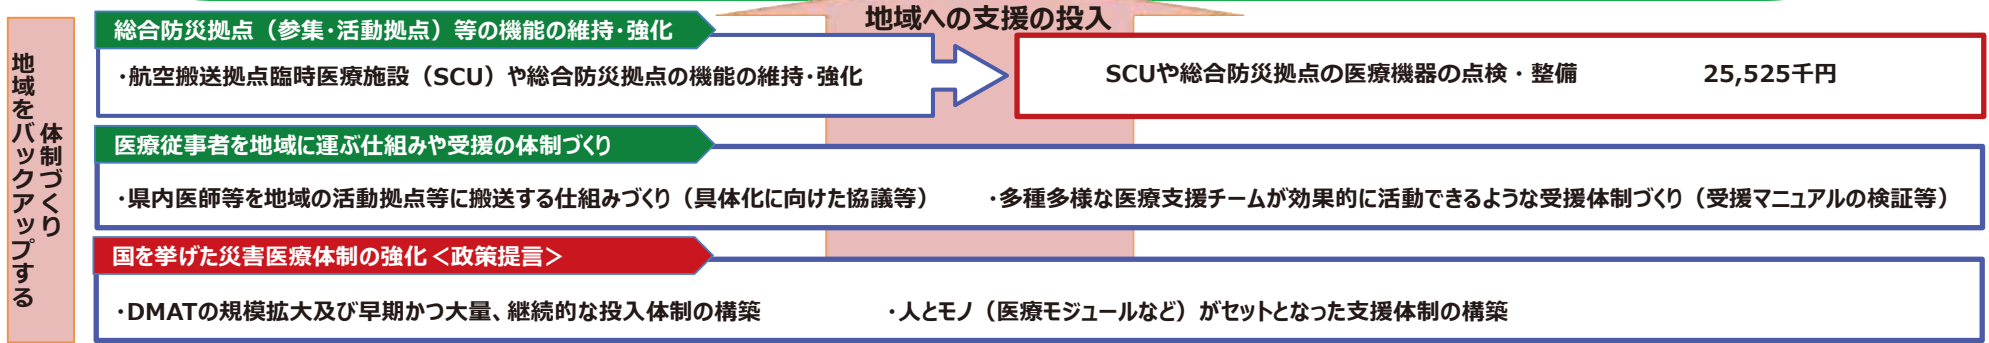 地域への支援の投入
地域をバックアップする
体制づくり
総合防災拠点（参集・活動拠点）等の機能の維持・強化
・航空搬送拠点臨時医療施設（SCU）や総合防災拠点の機能の維持・強化
SCUや総合防災拠点の医療機器の点検・整備　25,525千円
医療従事者を地域に運ぶ仕組みや受援の体制づくり
・県内医師等を地域の活動拠点等に搬送する仕組みづくり（具体化に向けた協議等）　・多種多様な医療支援チームが効果的に活動できるような受援体制づくり（受援マニュアルの検証等）
国を挙げた災害医療体制の強化＜政策提言＞
・DMATの規模拡大及び早期かつ大量、継続的な投入体制の構築　・人とモノ（医療モジュールなど）がセットとなった支援体制の構築